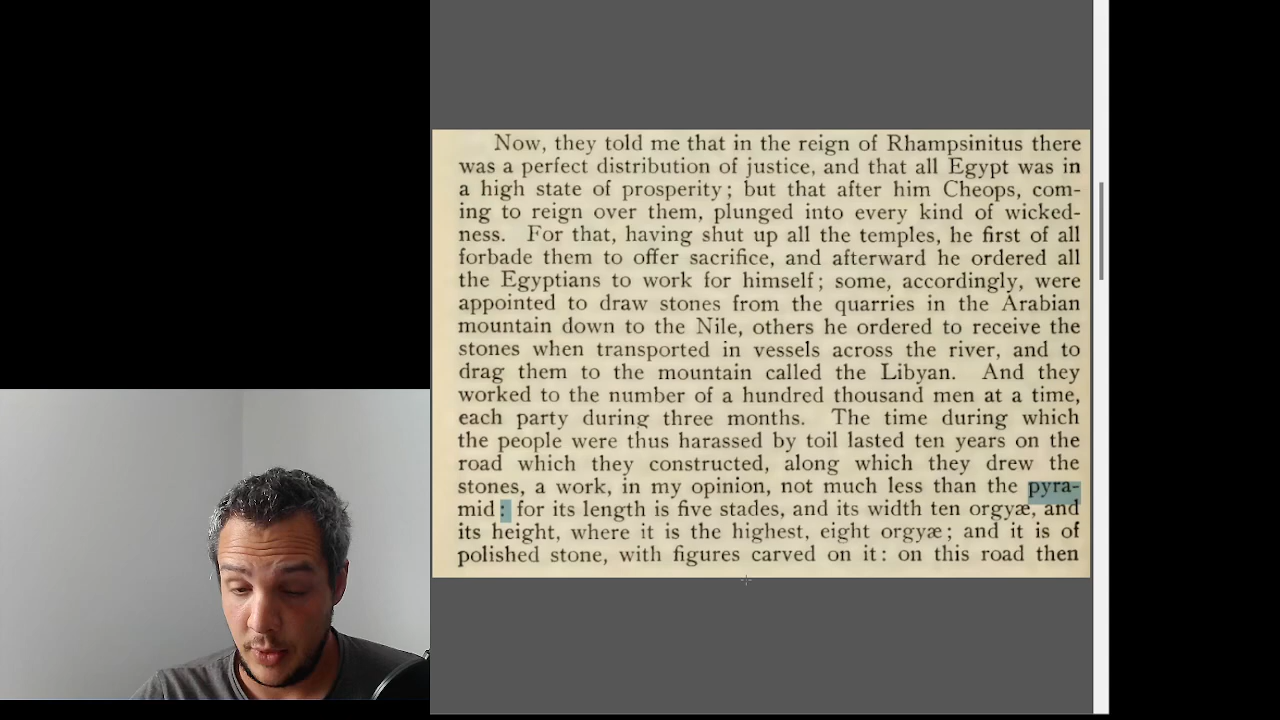 Now, they told me that in the reign of Rhampsinitus there
was a perfect distribution of justice, and that all Egypt was in
a high state of prosperity; but that after him Cheops, com-
ing to reign over them, plunged into every kind of wicked-
ness. For that, having shut up all the temples, he first of all
forbade them to offer sacrifice, and afterward he ordered all
the Egyptians to work for himself; some, accordingly, were
appointed to draw stones from the quarries in the Arabian
mountain down to the Nile, others he ordered to receive the
stones when transported in vessels across the river, and to
drag them to the mountain called the Libyan. And they
worked to the number of a hundred thousand men at a time,
each party during three months. The time during which
the people were thus harassed by toil lasted ten years on the
road which they constructed, along which they drew the
stones, a work, in my opinion, not much less than the pyra-
mid: for its length is five stades, and its width ten orgyæ, and
its height, where it is the highest, eight orgyæ; and it is of
polished stone, with figures carved on it: on this road then